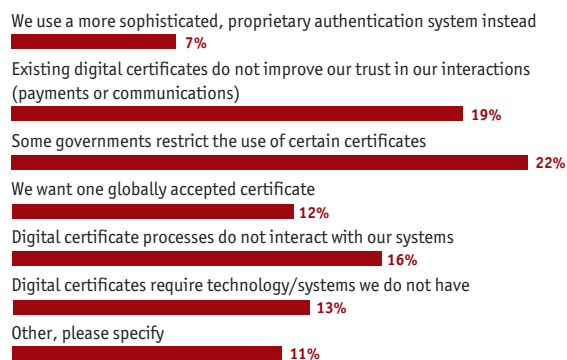 We use a more sophisticated, proprietary authentication system instead
7%
Existing digital certificates do not improve our trust in our interactions
(payments or communications)
19%
Some governments restrict the use of certain certificates
22%
We want one globally accepted certificate
12%
Digital certificate processes do not interact with our systems
16%
Digital certificates require technology/systems we do not have
13%
Other, please specify
11%